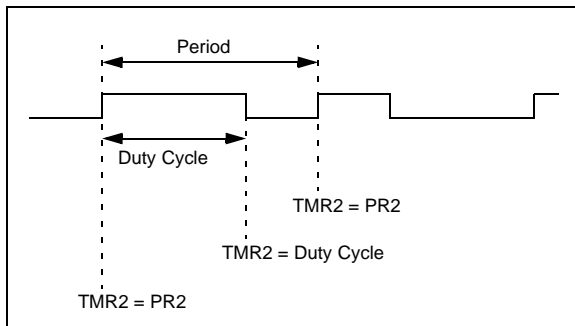 Period
Duty Cycle
TMR2 = PR2
TMR2 = Duty Cycle
TMR2 = PR2